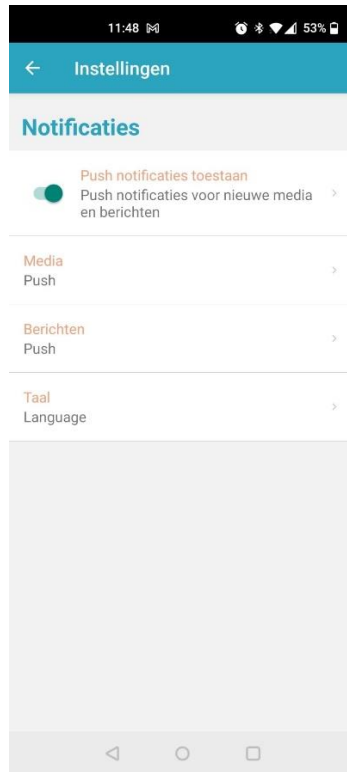 11:48 53%
Instellingen
Notificaties
Push notificaties toestaan
Push notificaties voor nieuwe media
en berichten
Media
Push
Berichten
Push
Taal
Language